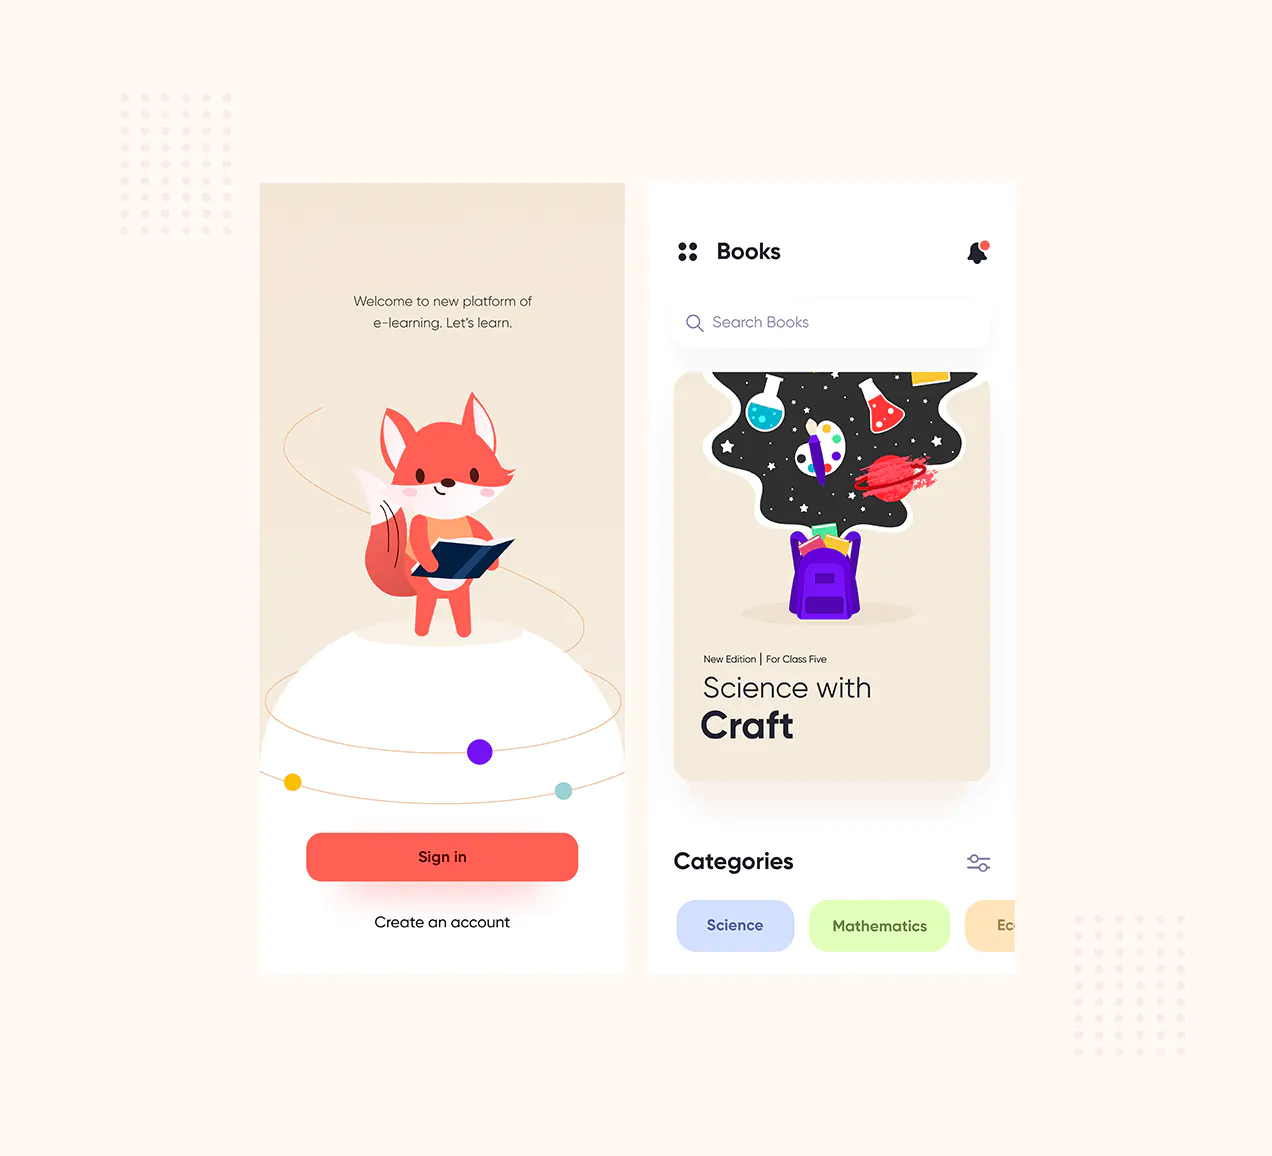 Welcome to new platform of
e-learning. Let's learn.
Sign in
Create an account
Books
Search Books
New Edition | For Class Five
Science with
Craft
Categories
Science
Mathematics
Ec